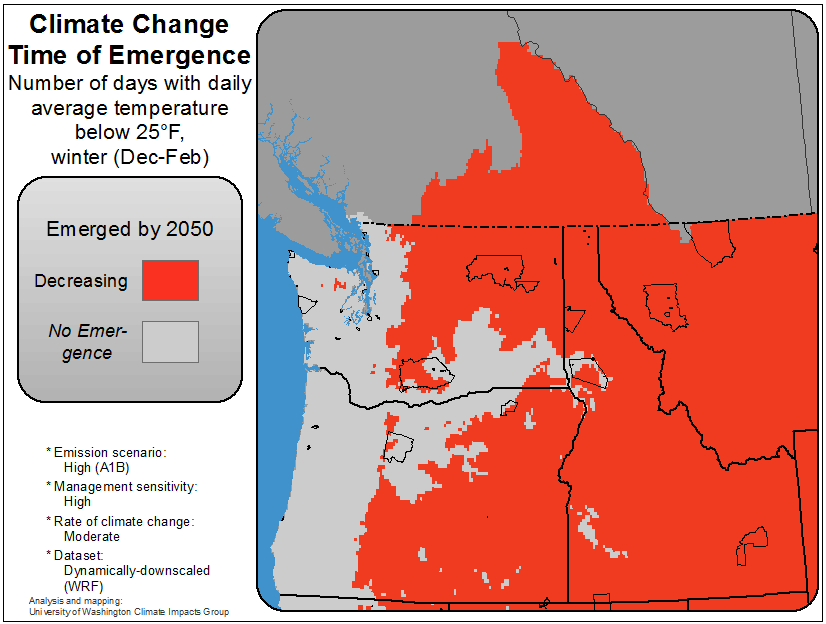 Climate Change
Time of Emergence
Number of days with daily
average temperature
below 25°F,
winter (Dec-Feb)
Emerged by 2050
Decreasing
No Emer-
gence
* Emission scenario:
High (A1B)
* Management sensitivity:
High
* Rate of climate change:
Moderate
* Dataset:
Dynamically-downscaled
(WRF)
Analysis and mapping:
University of Washington Climate Impacts Group